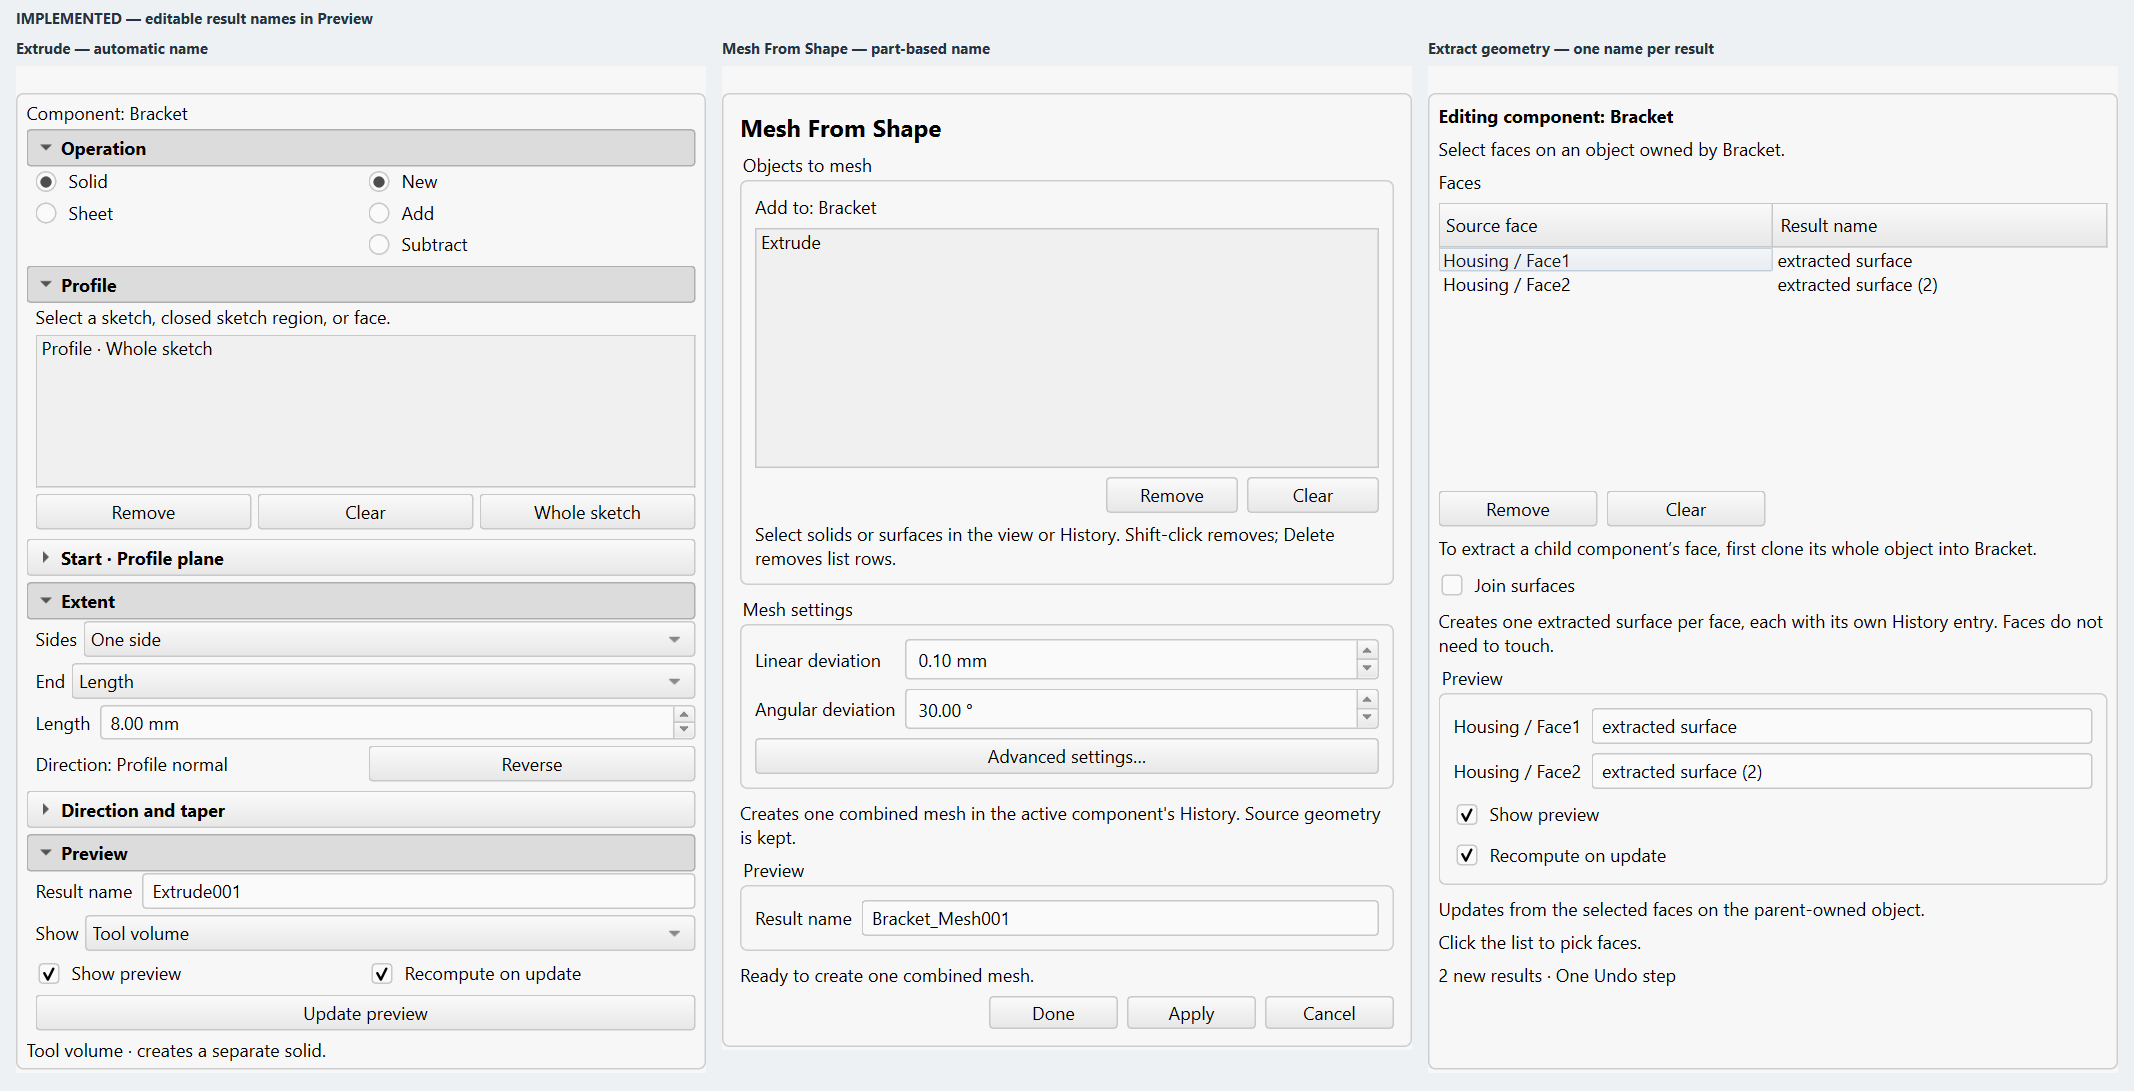 IMPLEMENTED — editable result names in Preview
Extrude — automatic name
Component: Bracket
Operation
Solid
New
Sheet
Add
Subtract
Profile
Select a sketch, closed sketch region, or face.
Profile · Whole sketch
Remove
Clear
Whole sketch
Start · Profile plane
Extent
Sides
One side
End
Length
Length
8.00 mm
Direction: Profile normal
Reverse
Direction and taper
Preview
Result name
Extrude001
Show
Tool volume
Show preview
Recompute on update
Update preview
Tool volume · creates a separate solid.
Mesh From Shape — part-based name
Mesh From Shape
Objects to mesh
Add to: Bracket
Extrude
Remove
Clear
Select solids or surfaces in the view or History. Shift-click removes; Delete
removes list rows.
Mesh settings
Linear deviation
0.10 mm
Angular deviation
30.00 °
Advanced settings...
Creates one combined mesh in the active component's History. Source geometry
is kept.
Preview
Result name
Bracket_Mesh001
Ready to create one combined mesh.
Done
Apply
Cancel
Extract geometry — one name per result
Editing component: Bracket
Select faces on an object owned by Bracket.
Faces
Source face
Result name
Housing / Face1
extracted surface
Housing / Face2
extracted surface (2)
Remove
Clear
To extract a child component’s face, first clone its whole object into Bracket.
Join surfaces
Creates one extracted surface per face, each with its own History entry. Faces do not
need to touch.
Preview
Housing / Face1
extracted surface
Housing / Face2
extracted surface (2)
Show preview
Recompute on update
Updates from the selected faces on the parent-owned object.
Click the list to pick faces.
2 new results · One Undo step